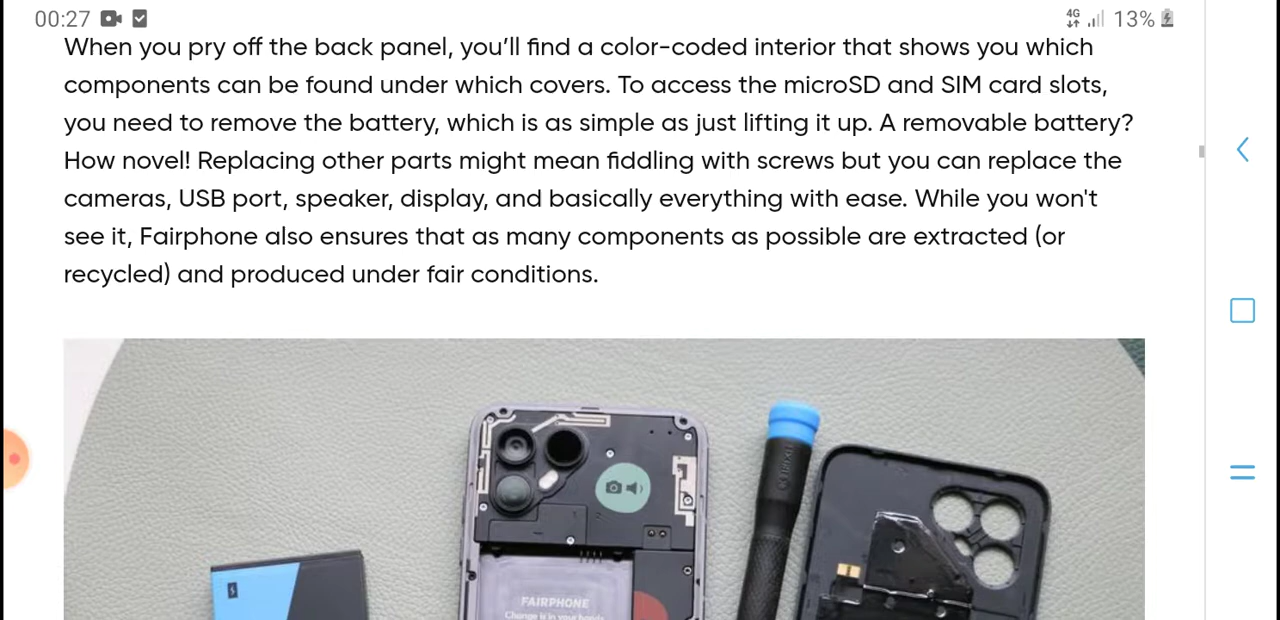 00:27
4G 13%
When you pry off the back panel, you’ll find a color-coded interior that shows you which
components can be found under which covers. To access the microSD and SIM card slots,
you need to remove the battery, which is as simple as just lifting it up. A removable battery?
How novel! Replacing other parts might mean fiddling with screws but you can replace the
cameras, USB port, speaker, display, and basically everything with ease. While you won't
see it, Fairphone also ensures that as many components as possible are extracted (or
recycled) and produced under fair conditions.
FAIRPHONE
Change is in your hands